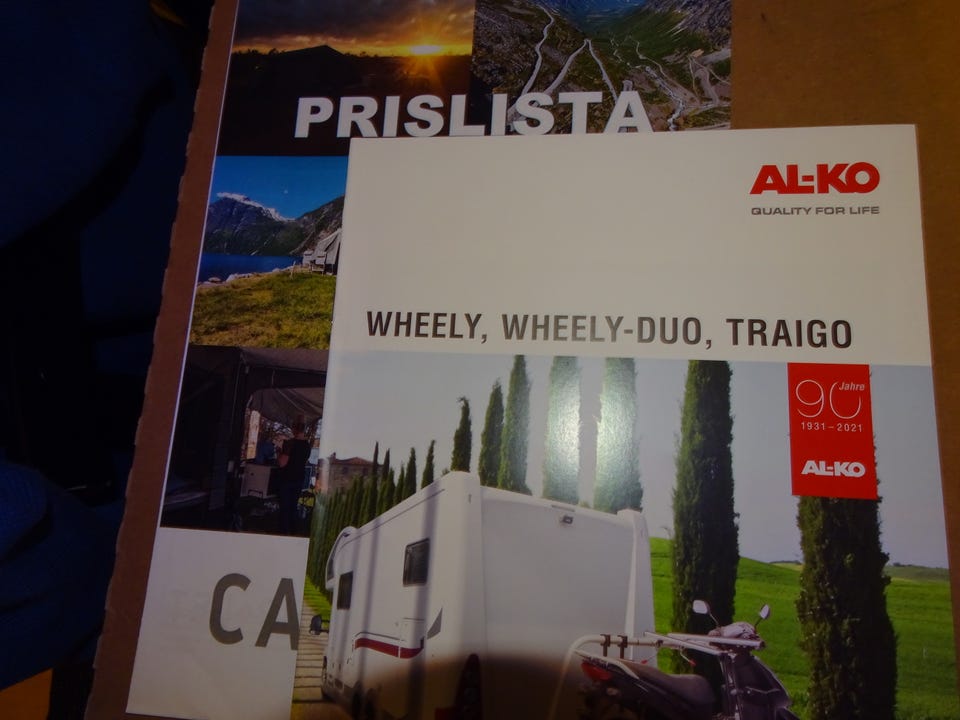 PRISLISTA
AL-KO
QUALITY FOR LIFE
WHEELY, WHEELY-DUO, TRAIGO
90 Jahre
1931-2021
AL-KO
CA